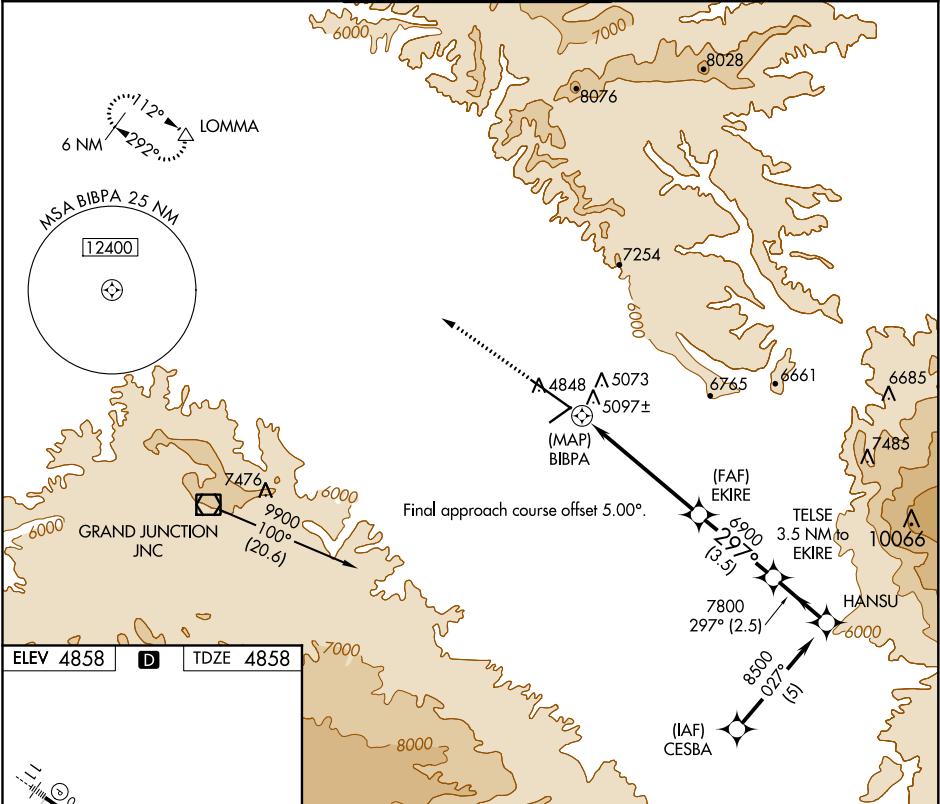 6000
7000
8028
8076
112°
LOMMA
6 NM
292°
MSA BIBPA 25 NM
12400
7254
6000
4848
5073
5097±
6765
6661
6685
(MAP)
BIBPA
7485
7476
6000
(FAF)
EKIRE
9900
Final approach course offset 5.00°.
6000
GRAND JUNCTION
JNC
100°
(20.6)
6900
297°
(3.5)
TELSE
3.5 NM to
EKIRE
10066
7800
297° (2.5)
HANSU
6000
ELEV 4858
D
TDZE 4858
7000
8500
027°
(5)
(IAF)
CESBA
8000
11
P